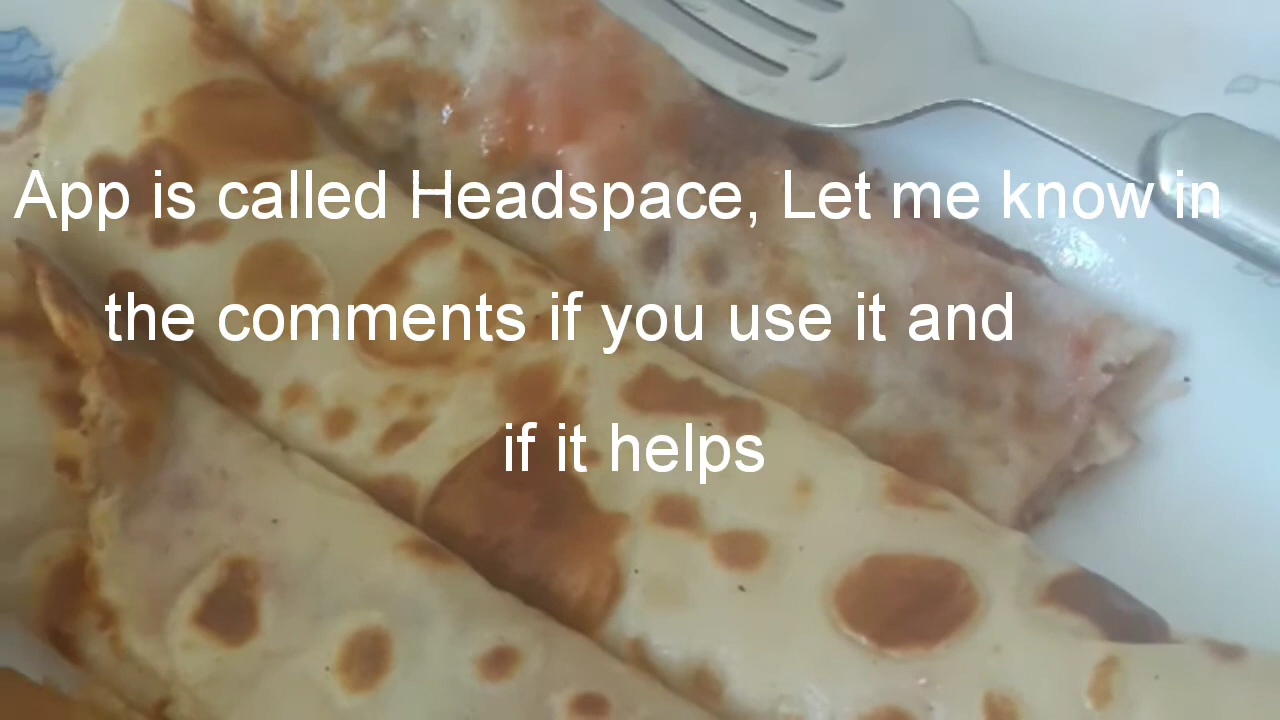 App is called Headspace, Let me know in
the comments if you use it and
if it helps